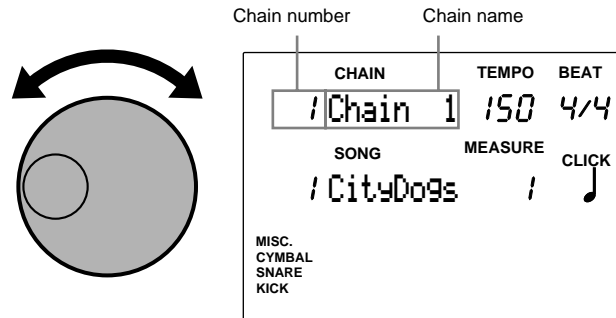 Chain number Chain name
CHAIN TEMPO BEAT
1 Chain 1 150 4/4
SONG MEASURE CLICK
1 CityDogs 1
MISC.
CYMBAL
SNARE
KICK